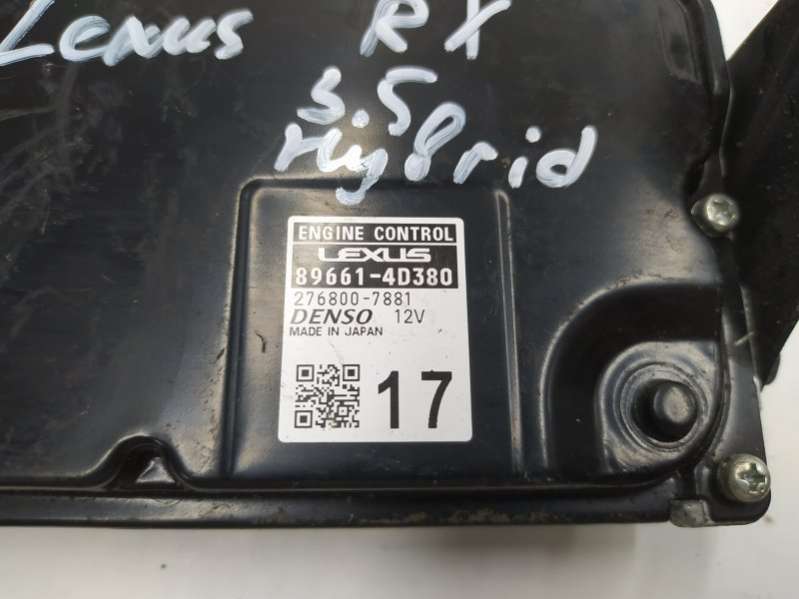 Lexus RX
3.5
Hybrid
ENGINE CONTROL
LEXUS
89661-4D380
276800-7881
DENSO 12V
MADE IN JAPAN
17